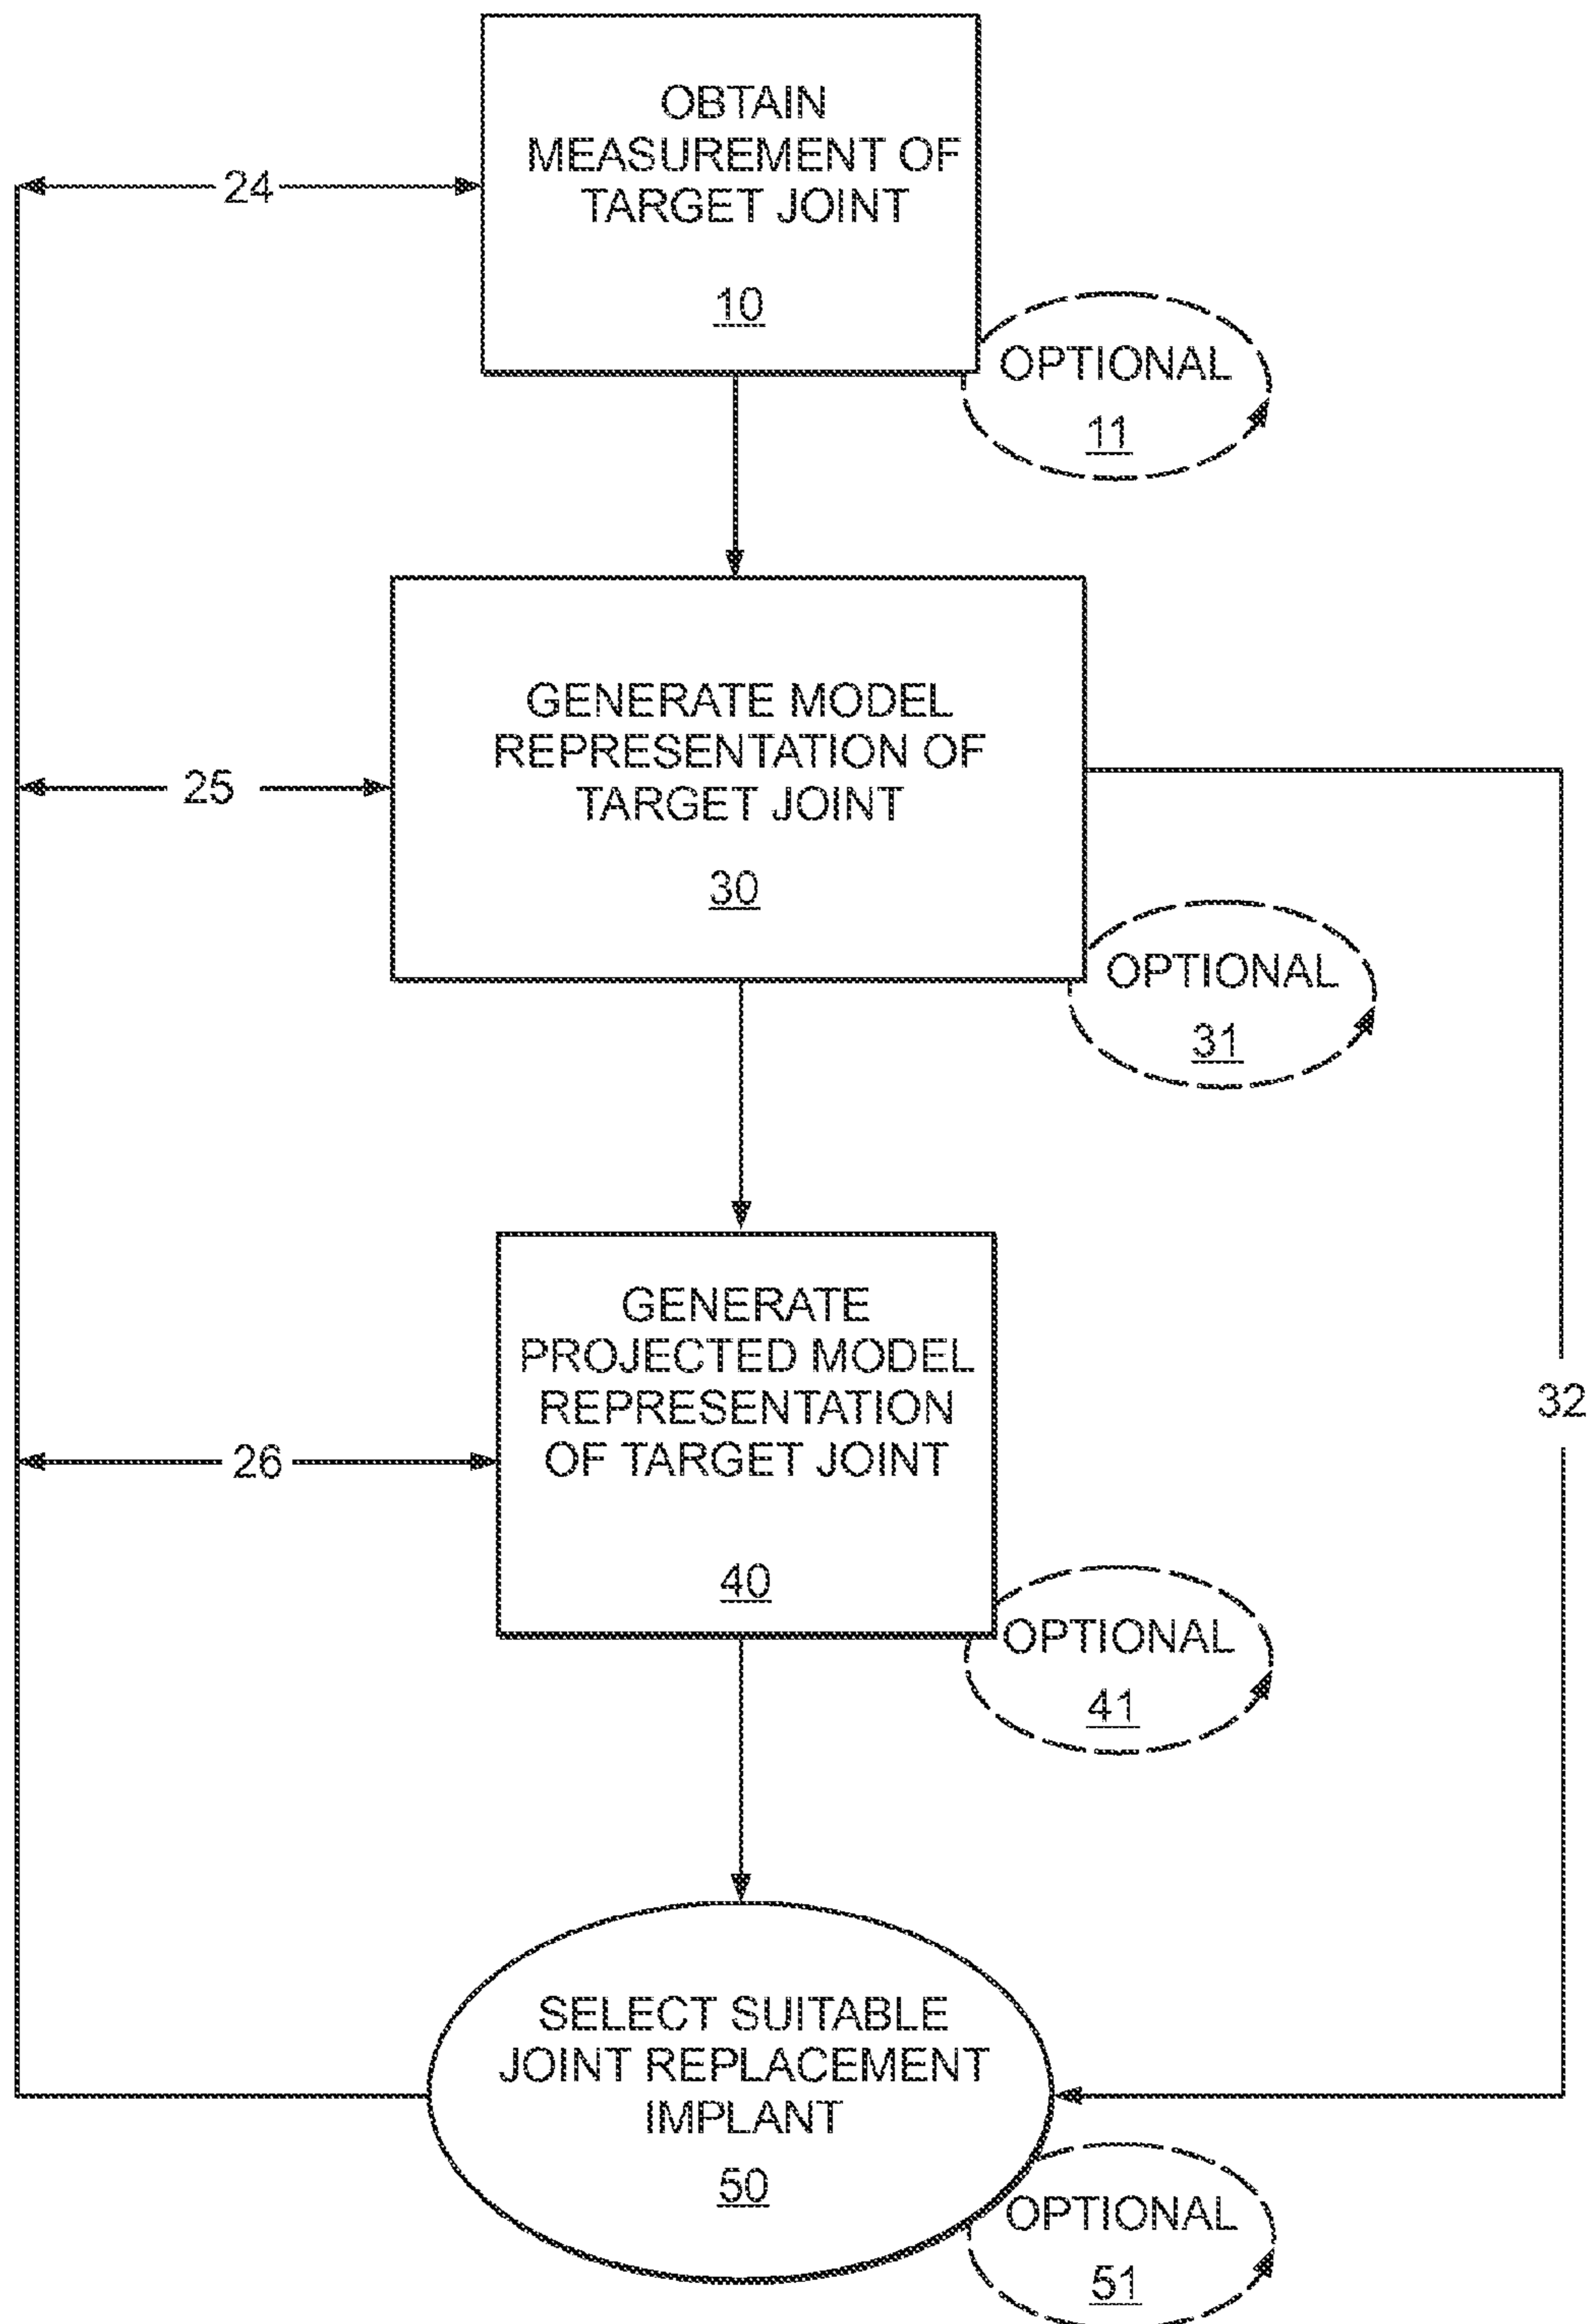 OBTAIN
MEASUREMENT OF
TARGET JOINT
24
10
OPTIONAL
11
GENERATE MODEL
REPRESENTATION OF
TARGET JOINT
25
30
OPTIONAL
31
GENERATE
PROJECTED MODEL
REPRESENTATION
OF TARGET JOINT
32
26
40
OPTIONAL
41
SELECT SUITABLE
JOINT REPLACEMENT
IMPLANT
50
OPTIONAL
51